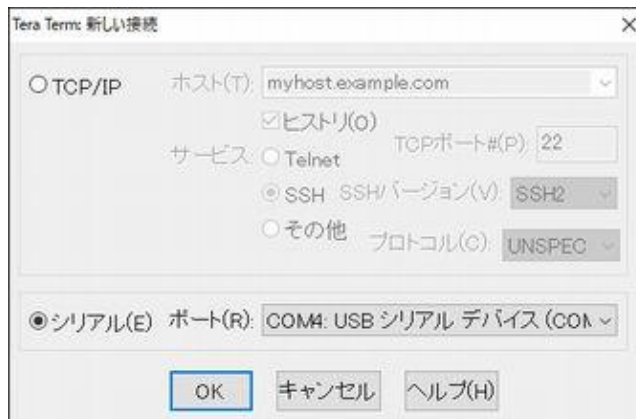 Tera Term: 新しい接続
TCP/IP
ホスト(T): myhost.example.com
ヒストリ(O)
サービス: Telnet
TCPポート#(P): 22
SSH SSHバージョン(V): SSH2
その他
プロトコル(C): UNSPEC
シリアル(E) ポート(R): COM4: USB シリアル デバイス (COM
OK キャンセル ヘルプ(H)